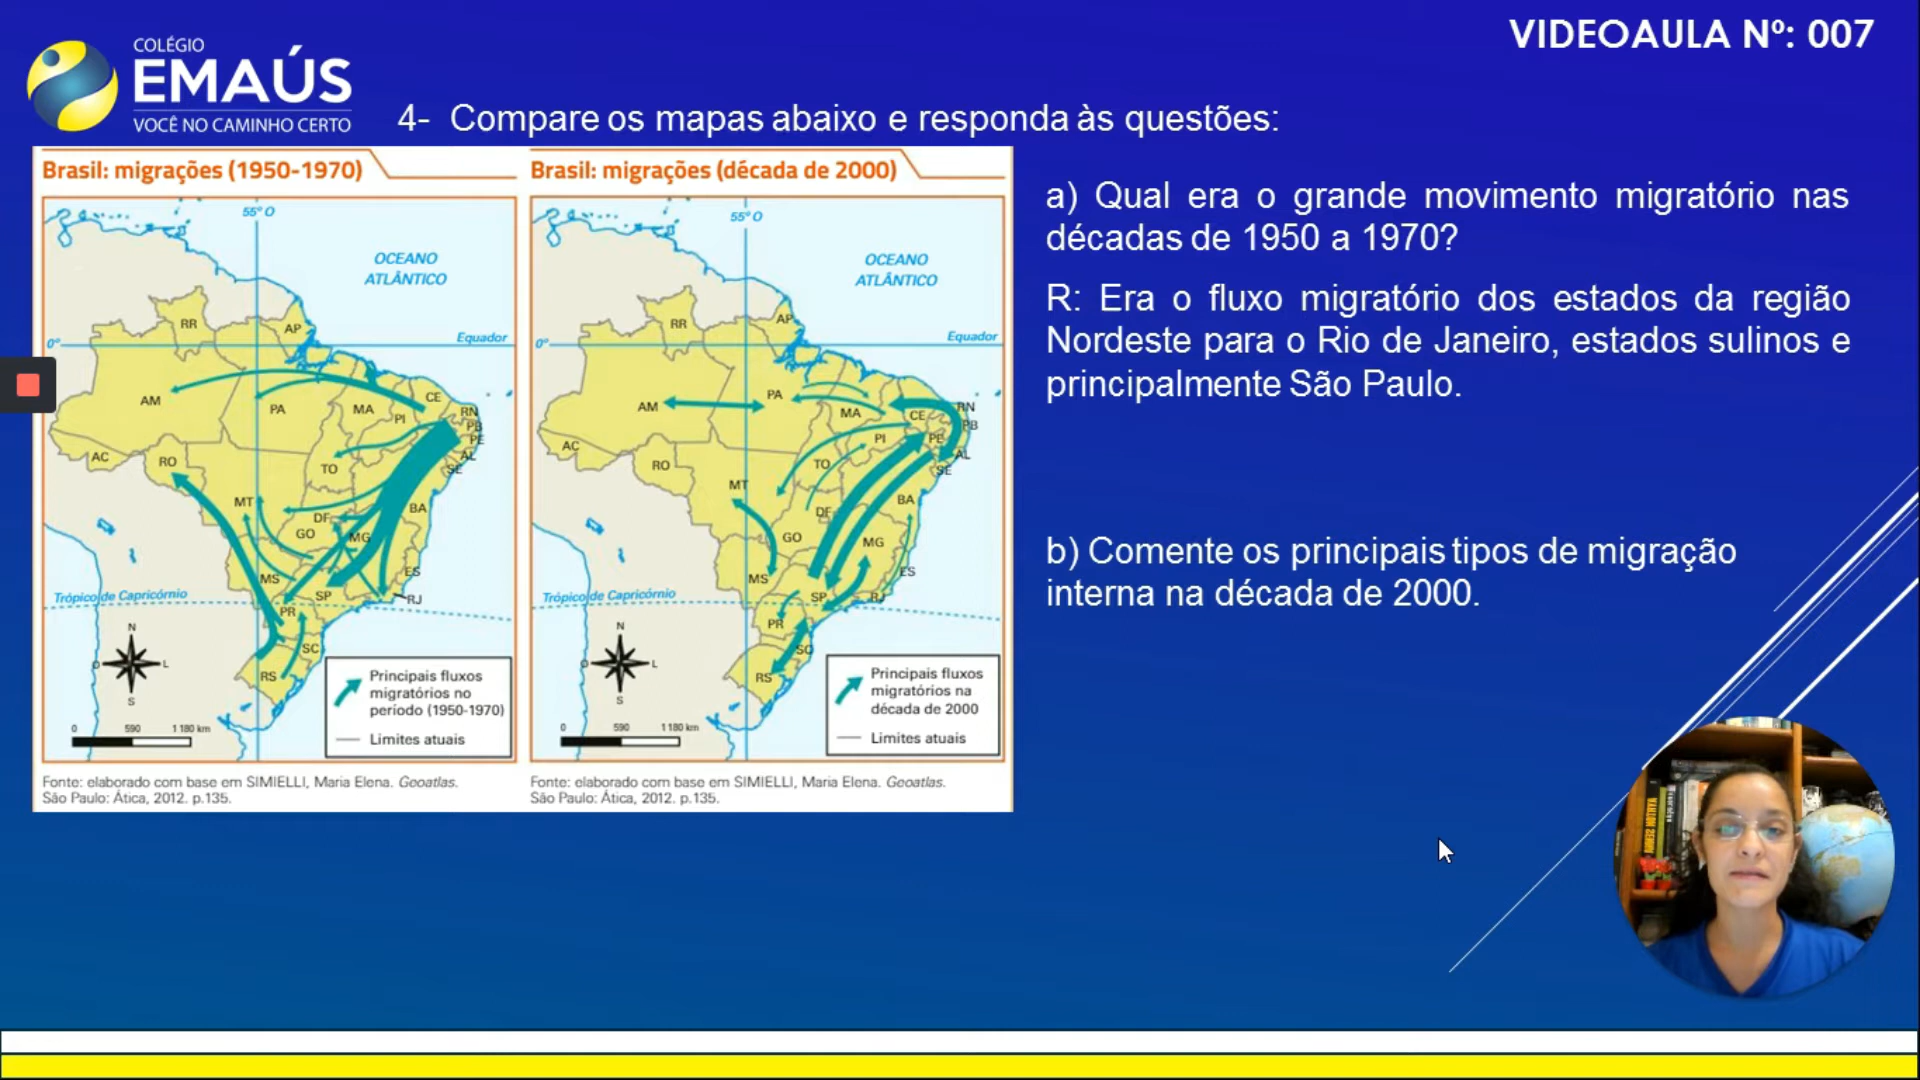 VIDEOAULA Nº: 007
COLÉGIO
EMAÚS
VOCÊ NO CAMINHO CERTO
4- Compare os mapas abaixo e responda às questões:
Brasil: migrações (1950-1970)
55° O
OCEANO
ATLÂNTICO
RR
AP
Equador
0°
AM
PA
MA
CE
PI
RN
PB
PE
AL
SE
AC
RO
TO
MT
BA
DF
GO
MG
MS
ES
Trópico de Capricórnio
SP
RJ
PR
SC
RS
N
O
L
S
Principais fluxos
migratórios no
período (1950-1970)
Limites atuais
0 590 1 180 km
Fonte: elaborado com base em SIMIELLI, Maria Elena. Geoatlas.
São Paulo: Ática, 2012. p.135.
Brasil: migrações (década de 2000)
55° O
OCEANO
ATLÂNTICO
RR
AP
Equador
0°
AM
PA
MA
CE
RN
PB
PI
PE
AL
SE
AC
RO
TO
MT
BA
DF
GO
MG
MS
ES
Trópico de Capricórnio
SP
RJ
PR
SC
RS
N
O
L
S
Principais fluxos
migratórios na
década de 2000
Limites atuais
0 590 1 180 km
Fonte: elaborado com base em SIMIELLI, Maria Elena. Geoatlas.
São Paulo: Ática, 2012. p.135.
a) Qual era o grande movimento migratório nas
décadas de 1950 a 1970?
R: Era o fluxo migratório dos estados da região
Nordeste para o Rio de Janeiro, estados sulinos e
principalmente São Paulo.
b) Comente os principais tipos de migração
interna na década de 2000.